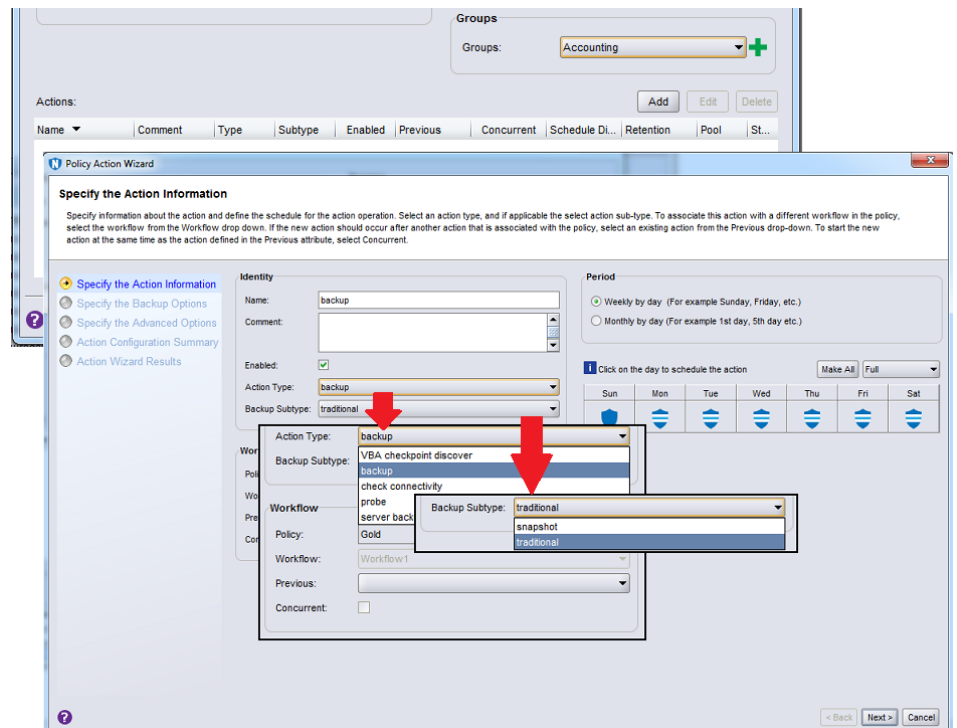 Groups
Groups: Accounting
Actions: Add Edit Delete
Name Comment Type Subtype Enabled Previous Concurrent Schedule Di... Retention Pool St...
Policy Action Wizard
Specify the Action Information
Specify information about the action and define the schedule for the action operation. Select an action type, and if applicable the select action sub-type. To associate this action with a different workflow in the policy,
select the workflow from the Workflow drop down. If the new action should occur after another action that is associated with the policy, select an existing action from the Previous drop-down. To start the new
action at the same time as the action defined in the Previous attribute, select Concurrent.
Specify the Action Information
Specify the Backup Options
Specify the Advanced Options
Action Configuration Summary
Action Wizard Results
Identity
Name: backup
Comment:
Enabled:
Action Type: backup
Backup Subtype: traditional
Period
Weekly by day (For example Sunday, Friday, etc.)
Monthly by day (For example 1st day, 5th day etc.)
Click on the day to schedule the action Make All Full
Sun Mon Tue Wed Thu Fri Sat
Wor
Poli
Wo
Pre
Con
Action Type: backup
Backup Subtype:
VBA checkpoint discover
backup
check connectivity
probe
server back
Workflow
Policy: Gold
Workflow: Workflow1
Previous:
Concurrent:
Backup Subtype: traditional
snapshot
traditional
< Back Next > Cancel